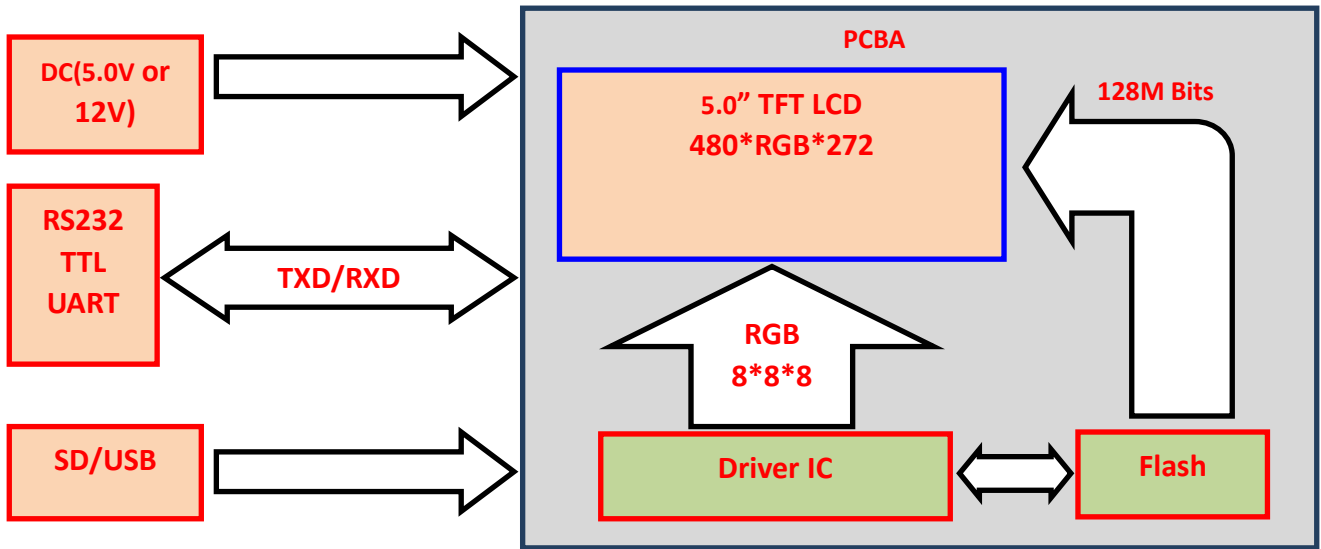 DC(5.0V or
12V)
RS232
TTL
UART
SD/USB
TXD/RXD
PCBA
5.0” TFT LCD
480*RGB*272
128M Bits
RGB
8*8*8
Driver IC
Flash